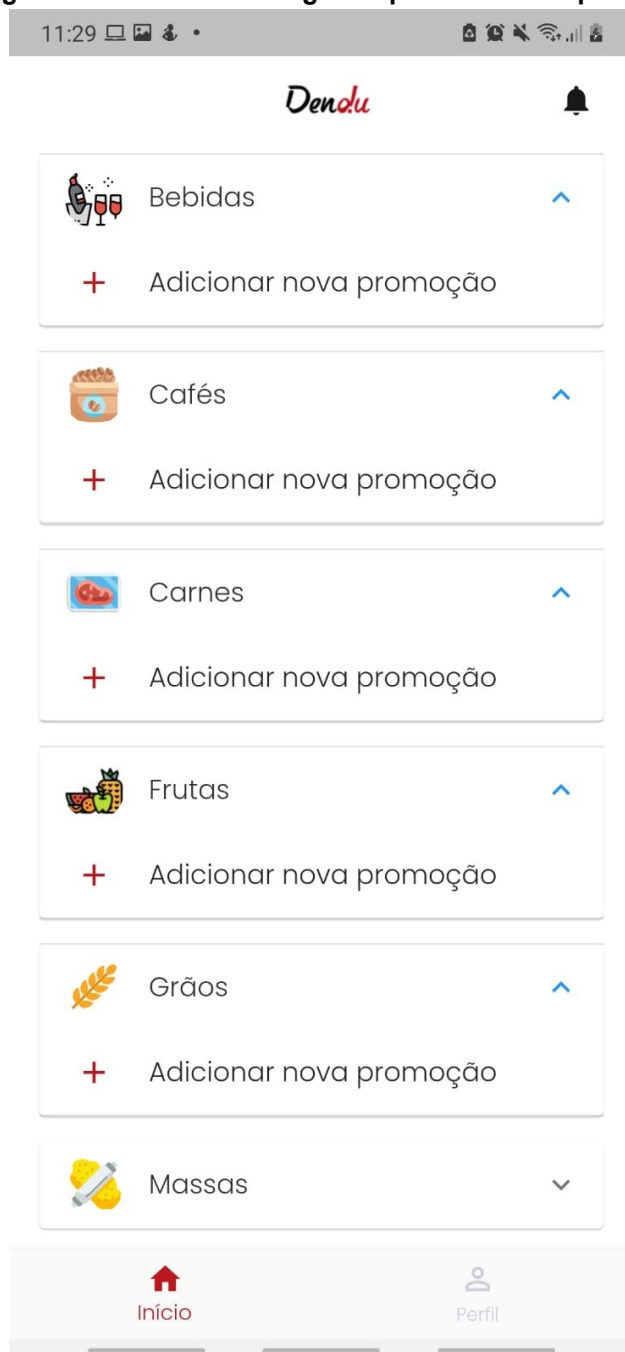 11:29
Dendu
Bebidas
+ Adicionar nova promoção
Cafés
+ Adicionar nova promoção
Carnes
+ Adicionar nova promoção
Frutas
+ Adicionar nova promoção
Grãos
+ Adicionar nova promoção
Massas
Início Perfil